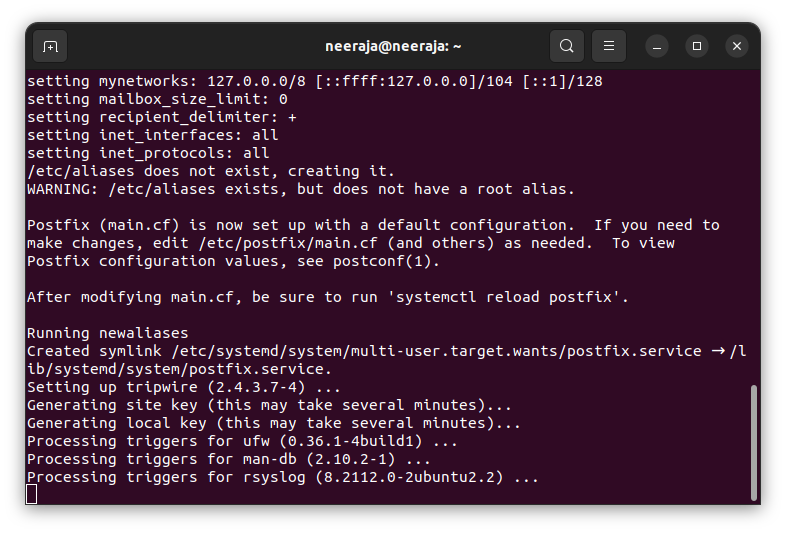 neeraja@neeraja: ~
setting mynetworks: 127.0.0.0/8 [::ffff:127.0.0.0]/104 [::1]/128
setting mailbox_size_limit: 0
setting recipient_delimiter: +
setting inet_interfaces: all
setting inet_protocols: all
/etc/aliases does not exist, creating it.
WARNING: /etc/aliases exists, but does not have a root alias.
Postfix (main.cf) is now set up with a default configuration.  If you need to
make changes, edit /etc/postfix/main.cf (and others) as needed.  To view
Postfix configuration values, see postconf(1).
After modifying main.cf, be sure to run 'systemctl reload postfix'.
Running newaliases
Created symlink /etc/systemd/system/multi-user.target.wants/postfix.service → /l
ib/systemd/system/postfix.service.
Setting up tripwire (2.4.3.7-4) ...
Generating site key (this may take several minutes)...
Generating local key (this may take several minutes)...
Processing triggers for ufw (0.36.1-4build1) ...
Processing triggers for man-db (2.10.2-1) ...
Processing triggers for rsyslog (8.2112.0-2ubuntu2.2) ...